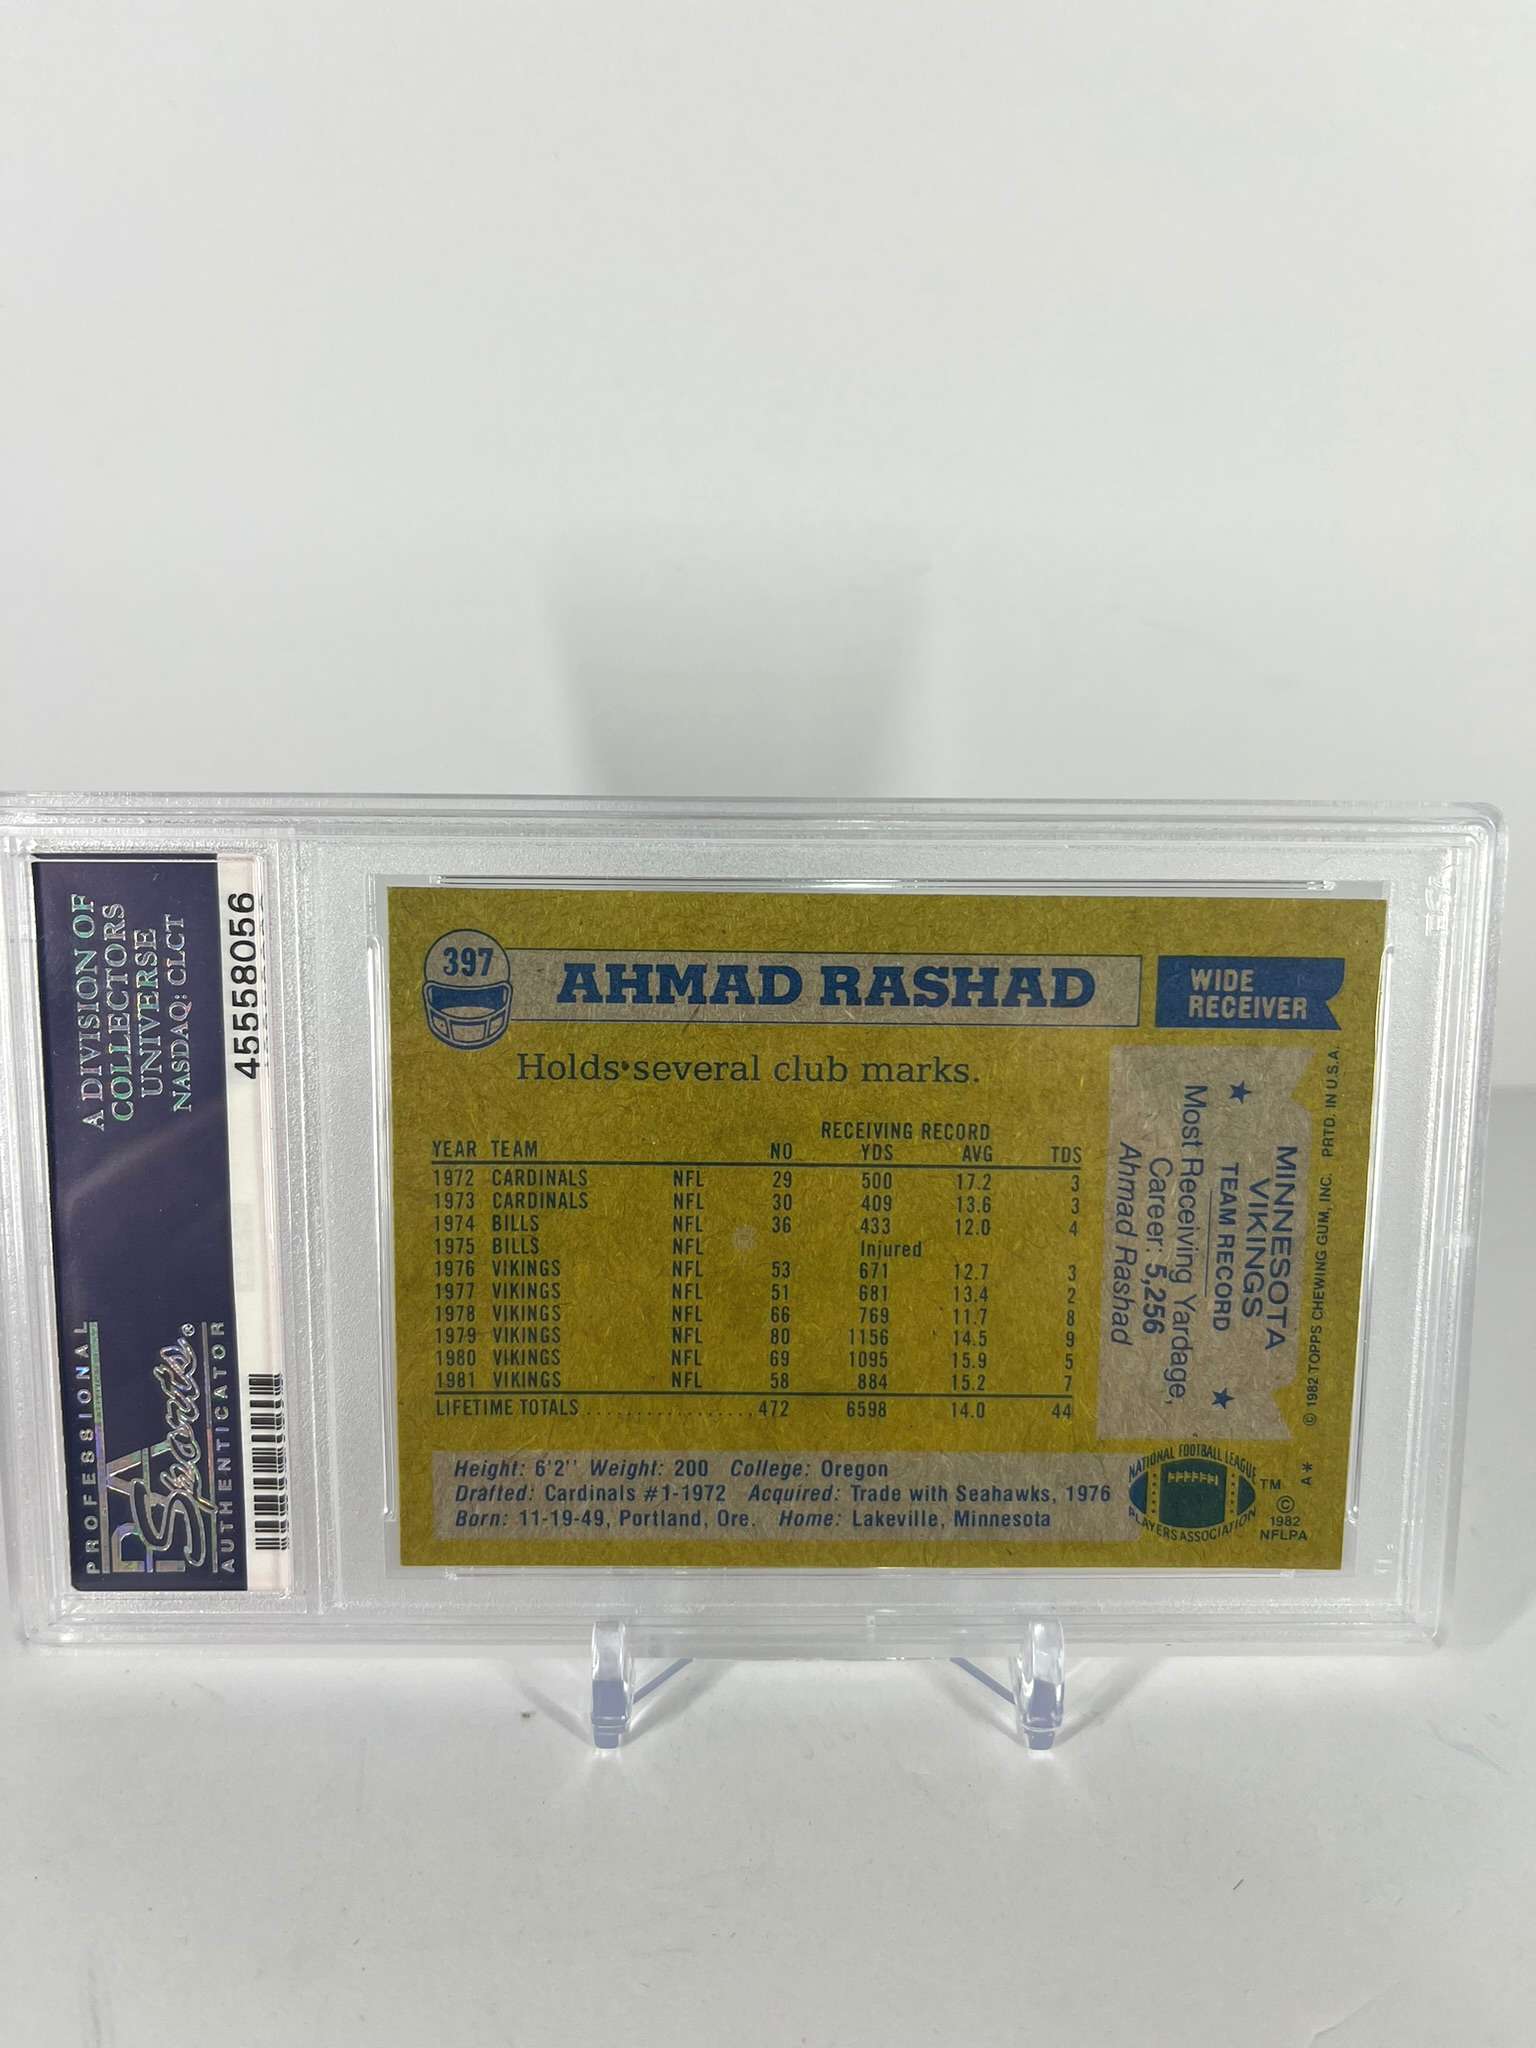 A DIVISION OF
COLLECTORS
UNIVERSE
NASDAQ: CLCT
PROFESSIONAL
PSA
Sports®
AUTHENTICATOR
45558056
397
AHMAD RASHAD
WIDE
RECEIVER
Holds several club marks.
RECEIVING RECORD
YEAR TEAM NO YDS AVG TDS
1972 CARDINALS NFL 29 500 17.2 3
1973 CARDINALS NFL 30 409 13.6 3
1974 BILLS NFL 36 433 12.0 4
1975 BILLS NFL Injured
1976 VIKINGS NFL 53 671 12.7 3
1977 VIKINGS NFL 51 681 13.4 2
1978 VIKINGS NFL 66 769 11.7 8
1979 VIKINGS NFL 80 1156 14.5 9
1980 VIKINGS NFL 69 1095 15.9 5
1981 VIKINGS NFL 58 884 15.2 7
LIFETIME TOTALS 472 6598 14.0 44
MINNESOTA
VIKINGS
TEAM RECORD
Most Receiving Yardage,
Career: 5,256
Ahmad Rashad
© 1982 TOPPS CHEWING GUM, INC. PRTD. IN U.S.A.
A*
Height: 6'2" Weight: 200 College: Oregon
Drafted: Cardinals #1-1972 Acquired: Trade with Seahawks, 1976
Born: 11-19-49, Portland, Ore. Home: Lakeville, Minnesota
NATIONAL FOOTBALL LEAGUE
PLAYERS ASSOCIATION
TM
©
1982
NFLPA